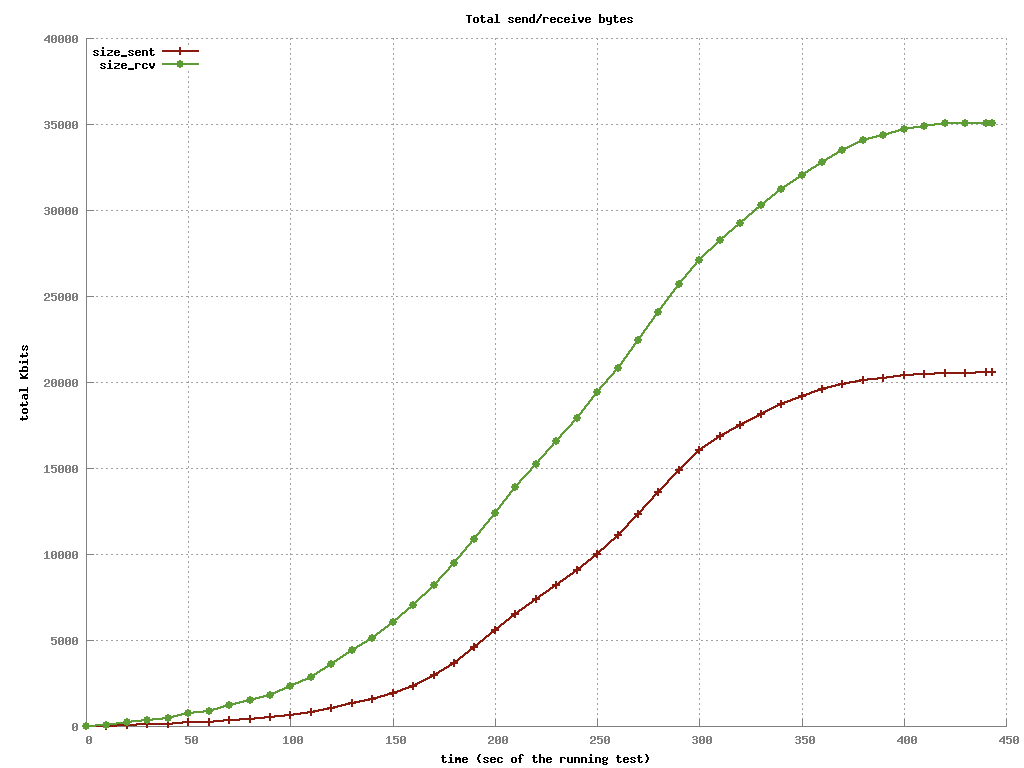 Total send/receive bytes
40000
size_sent
size_rcv
35000
30000
25000
total Kbits
20000
15000
10000
5000
0
0 50 100 150 200 250 300 350 400 450
time (sec of the running test)